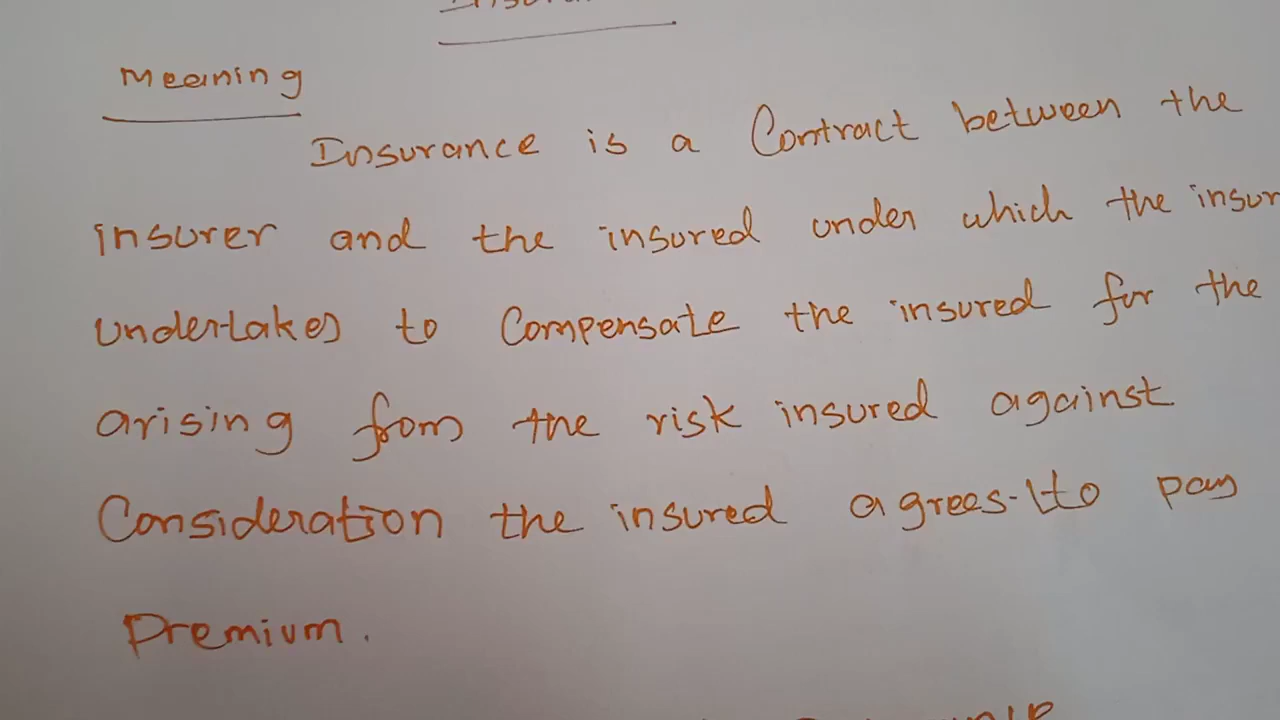 Meaning
Insurance is a Contract between the
insurer and the insured under which the insur
undertakes to Compensate the insured for the
arising from the risk insured against
Consideration the insured agrees to pay
Premium.